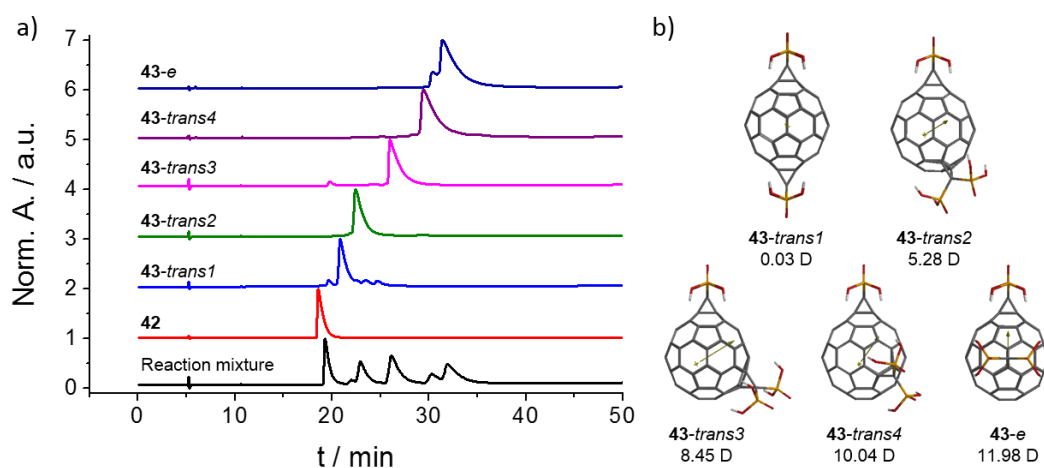 a)
b)
7
6
5
4
3
2
1
0
Norm. A. / a.u.
43-e
43-trans4
43-trans3
43-trans2
43-trans1
42
Reaction mixture
0 10 20 30 40 50
t / min
43-trans1 43-trans2
0.03 D 5.28 D
43-trans3 43-trans4 43-e
8.45 D 10.04 D 11.98 D